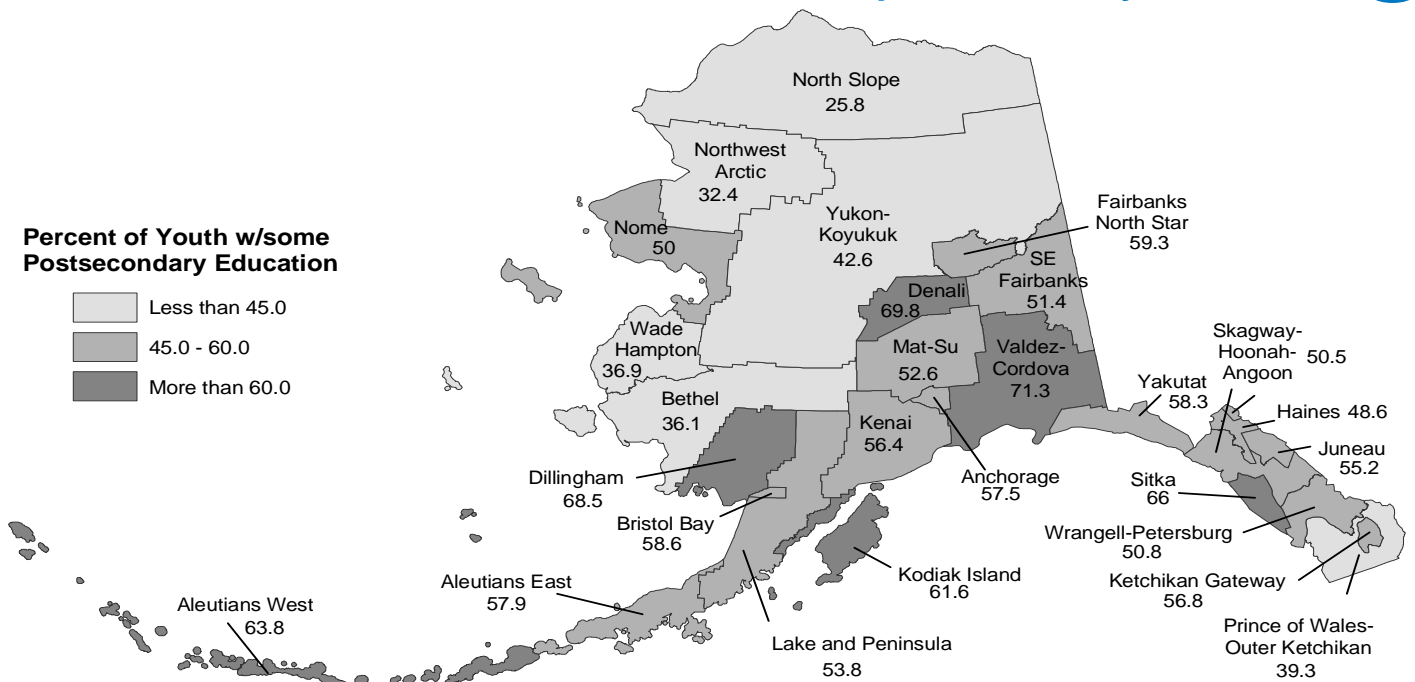 North Slope
25.8
Northwest
Arctic
32.4
Nome
50
Yukon-
Koyukuk
42.6
Fairbanks
North Star
59.3
SE
Fairbanks
51.4
Percent of Youth w/some
Postsecondary Education
Less than 45.0
45.0 - 60.0
More than 60.0
Denali
69.8
Wade
Hampton
36.9
Mat-Su
52.6
Valdez-
Cordova
71.3
Skagway-
Hoonah-
Angoon
50.5
Yakutat
58.3
Haines 48.6
Juneau
55.2
Bethel
36.1
Kenai
56.4
Dillingham
68.5
Anchorage
57.5
Sitka
66
Bristol Bay
58.6
Wrangell-Petersburg
50.8
Kodiak Island
61.6
Ketchikan Gateway
56.8
Aleutians East
57.9
Aleutians West
63.8
Lake and Peninsula
53.8
Prince of Wales-
Outer Ketchikan
39.3